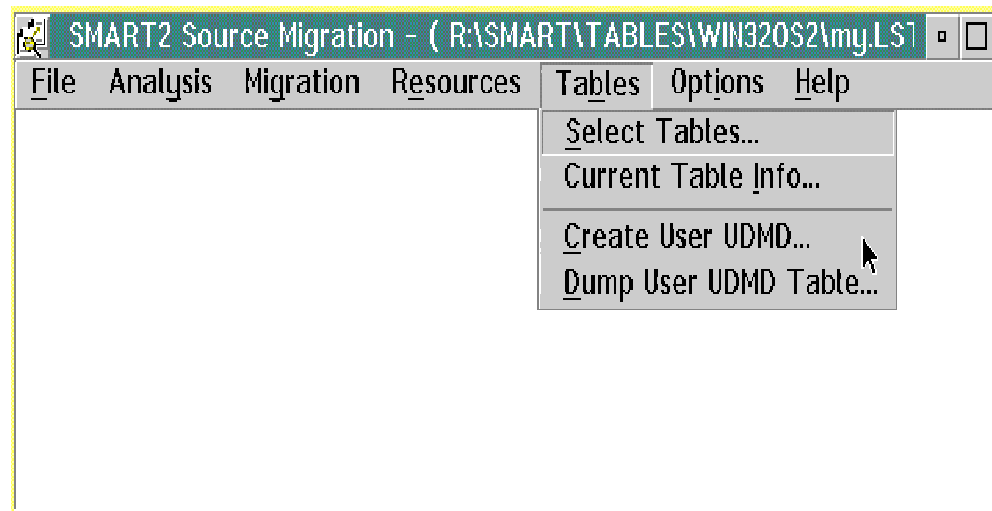 SMART2 Source Migration - ( R:\SMART\TABLES\WIN32OS2\my.LST
File Analysis Migration Resources Tables Options Help
Select Tables...
Current Table Info...
Create User UDMD...
Dump User UDMD Table...